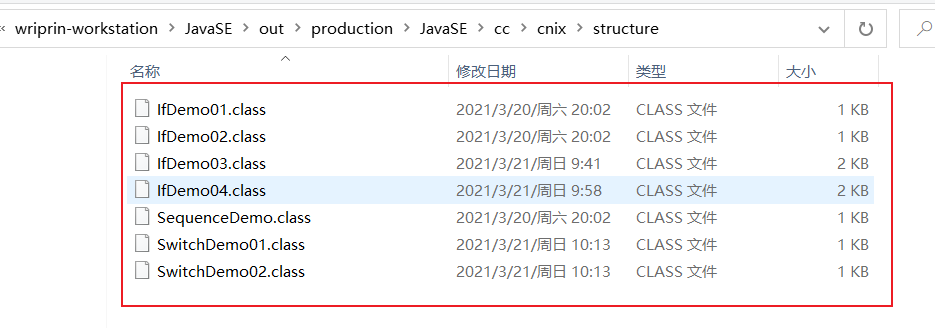 « wriprin-workstation > JavaSE > out > production > JavaSE > cc > cnix > structure
名称 修改日期 类型 大小
IfDemo01.class 2021/3/20/周六 20:02 CLASS 文件 1 KB
IfDemo02.class 2021/3/20/周六 20:02 CLASS 文件 1 KB
IfDemo03.class 2021/3/21/周日 9:41 CLASS 文件 2 KB
IfDemo04.class 2021/3/21/周日 9:58 CLASS 文件 2 KB
SequenceDemo.class 2021/3/20/周六 20:02 CLASS 文件 1 KB
SwitchDemo01.class 2021/3/21/周日 10:13 CLASS 文件 1 KB
SwitchDemo02.class 2021/3/21/周日 10:13 CLASS 文件 1 KB